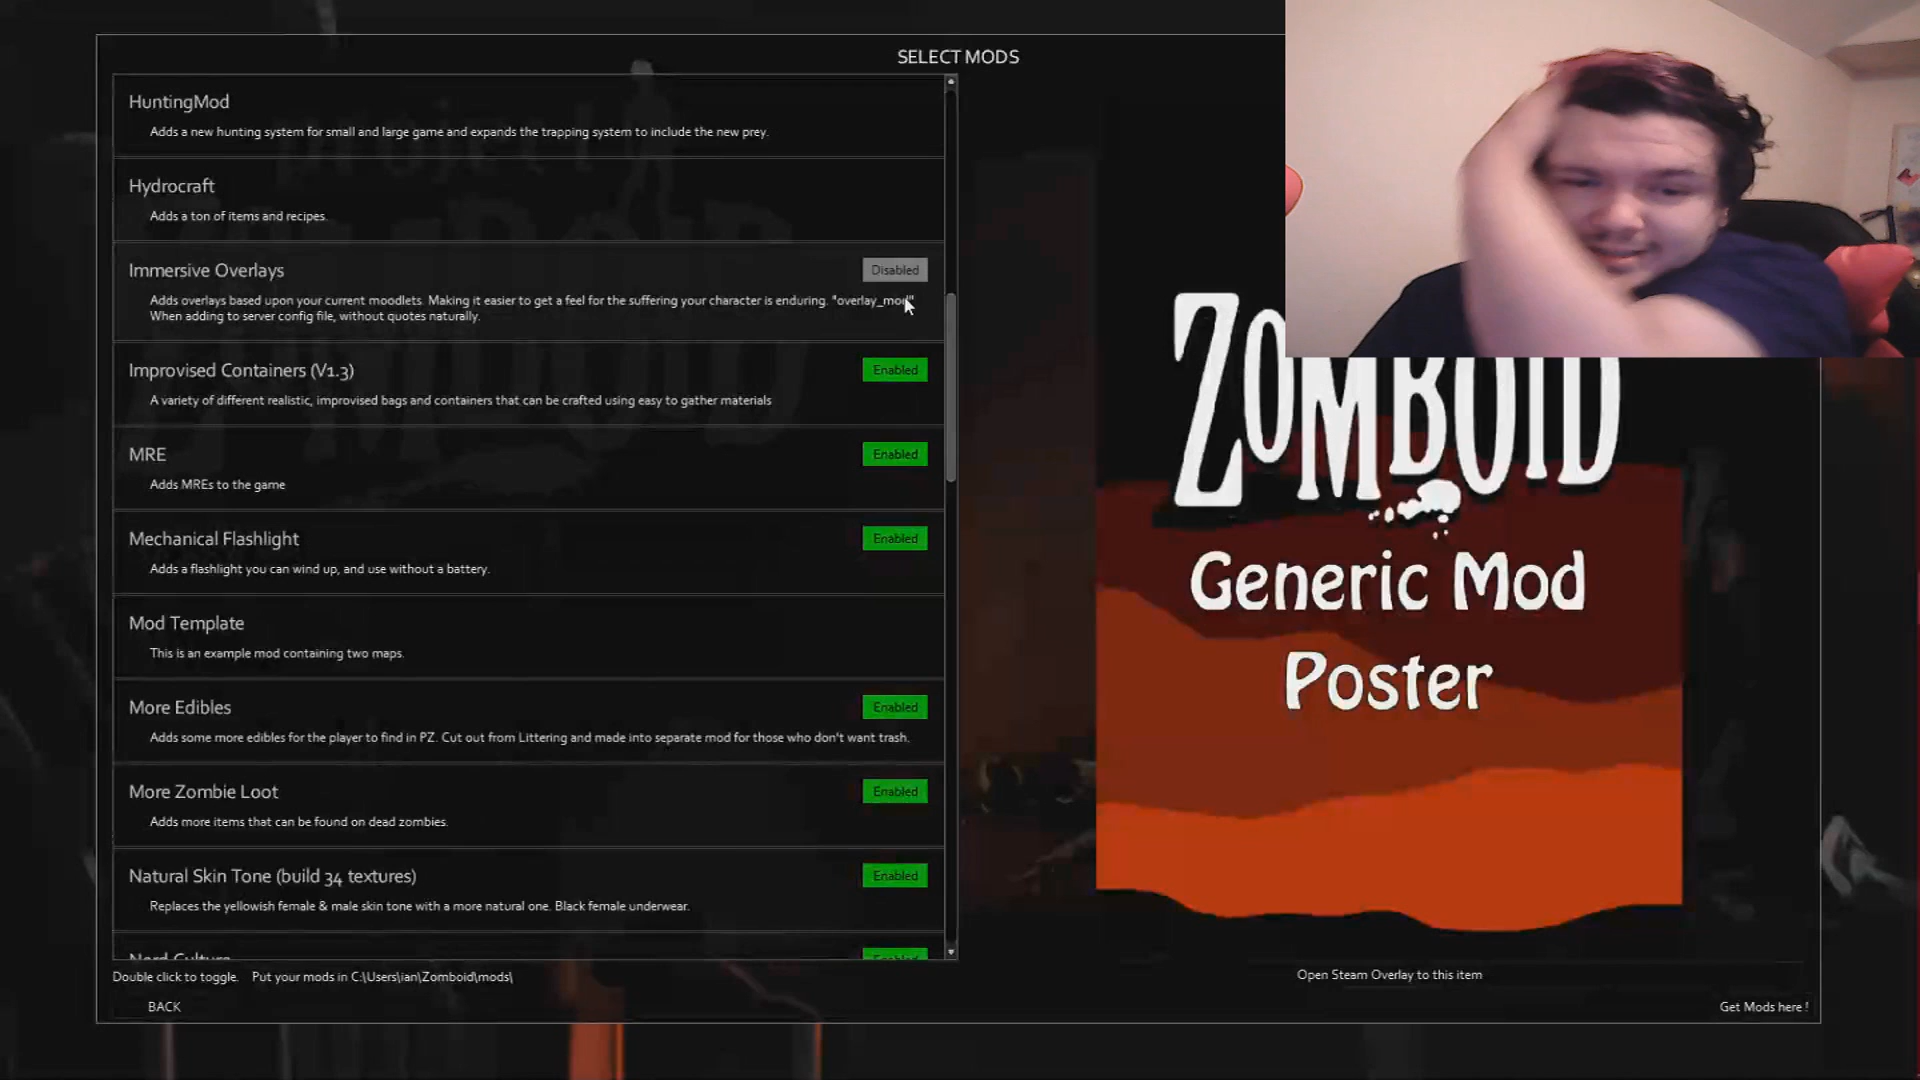 SELECT MODS
HuntingMod
Adds a new hunting system for small and large game and expands the trapping system to include the new prey.
Hydrocraft
Adds a ton of items and recipes.
Immersive Overlays
Disabled
Adds overlays based upon your current moodlets. Making it easier to get a feel for the suffering your character is enduring. "overlay_mod"
When adding to server config file, without quotes naturally.
Improvised Containers (V1.3)
Enabled
A variety of different realistic, improvised bags and containers that can be crafted using easy to gather materials
MRE
Enabled
Adds MREs to the game
Mechanical Flashlight
Enabled
Adds a flashlight you can wind up, and use without a battery.
Mod Template
This is an example mod containing two maps.
More Edibles
Enabled
Adds some more edibles for the player to find in PZ. Cut out from Littering and made into separate mod for those who don't want trash.
More Zombie Loot
Enabled
Adds more items that can be found on dead zombies.
Natural Skin Tone (build 34 textures)
Enabled
Replaces the yellowish female & male skin tone with a more natural one. Black female underwear.
Nerd Culture
Enabled
Double click to toggle. Put your mods in C:\Users\ian\Zomboid\mods\
BACK
ZOMBOID
Generic Mod
Poster
Open Steam Overlay to this item
Get Mods here !
project
ZOMBOID